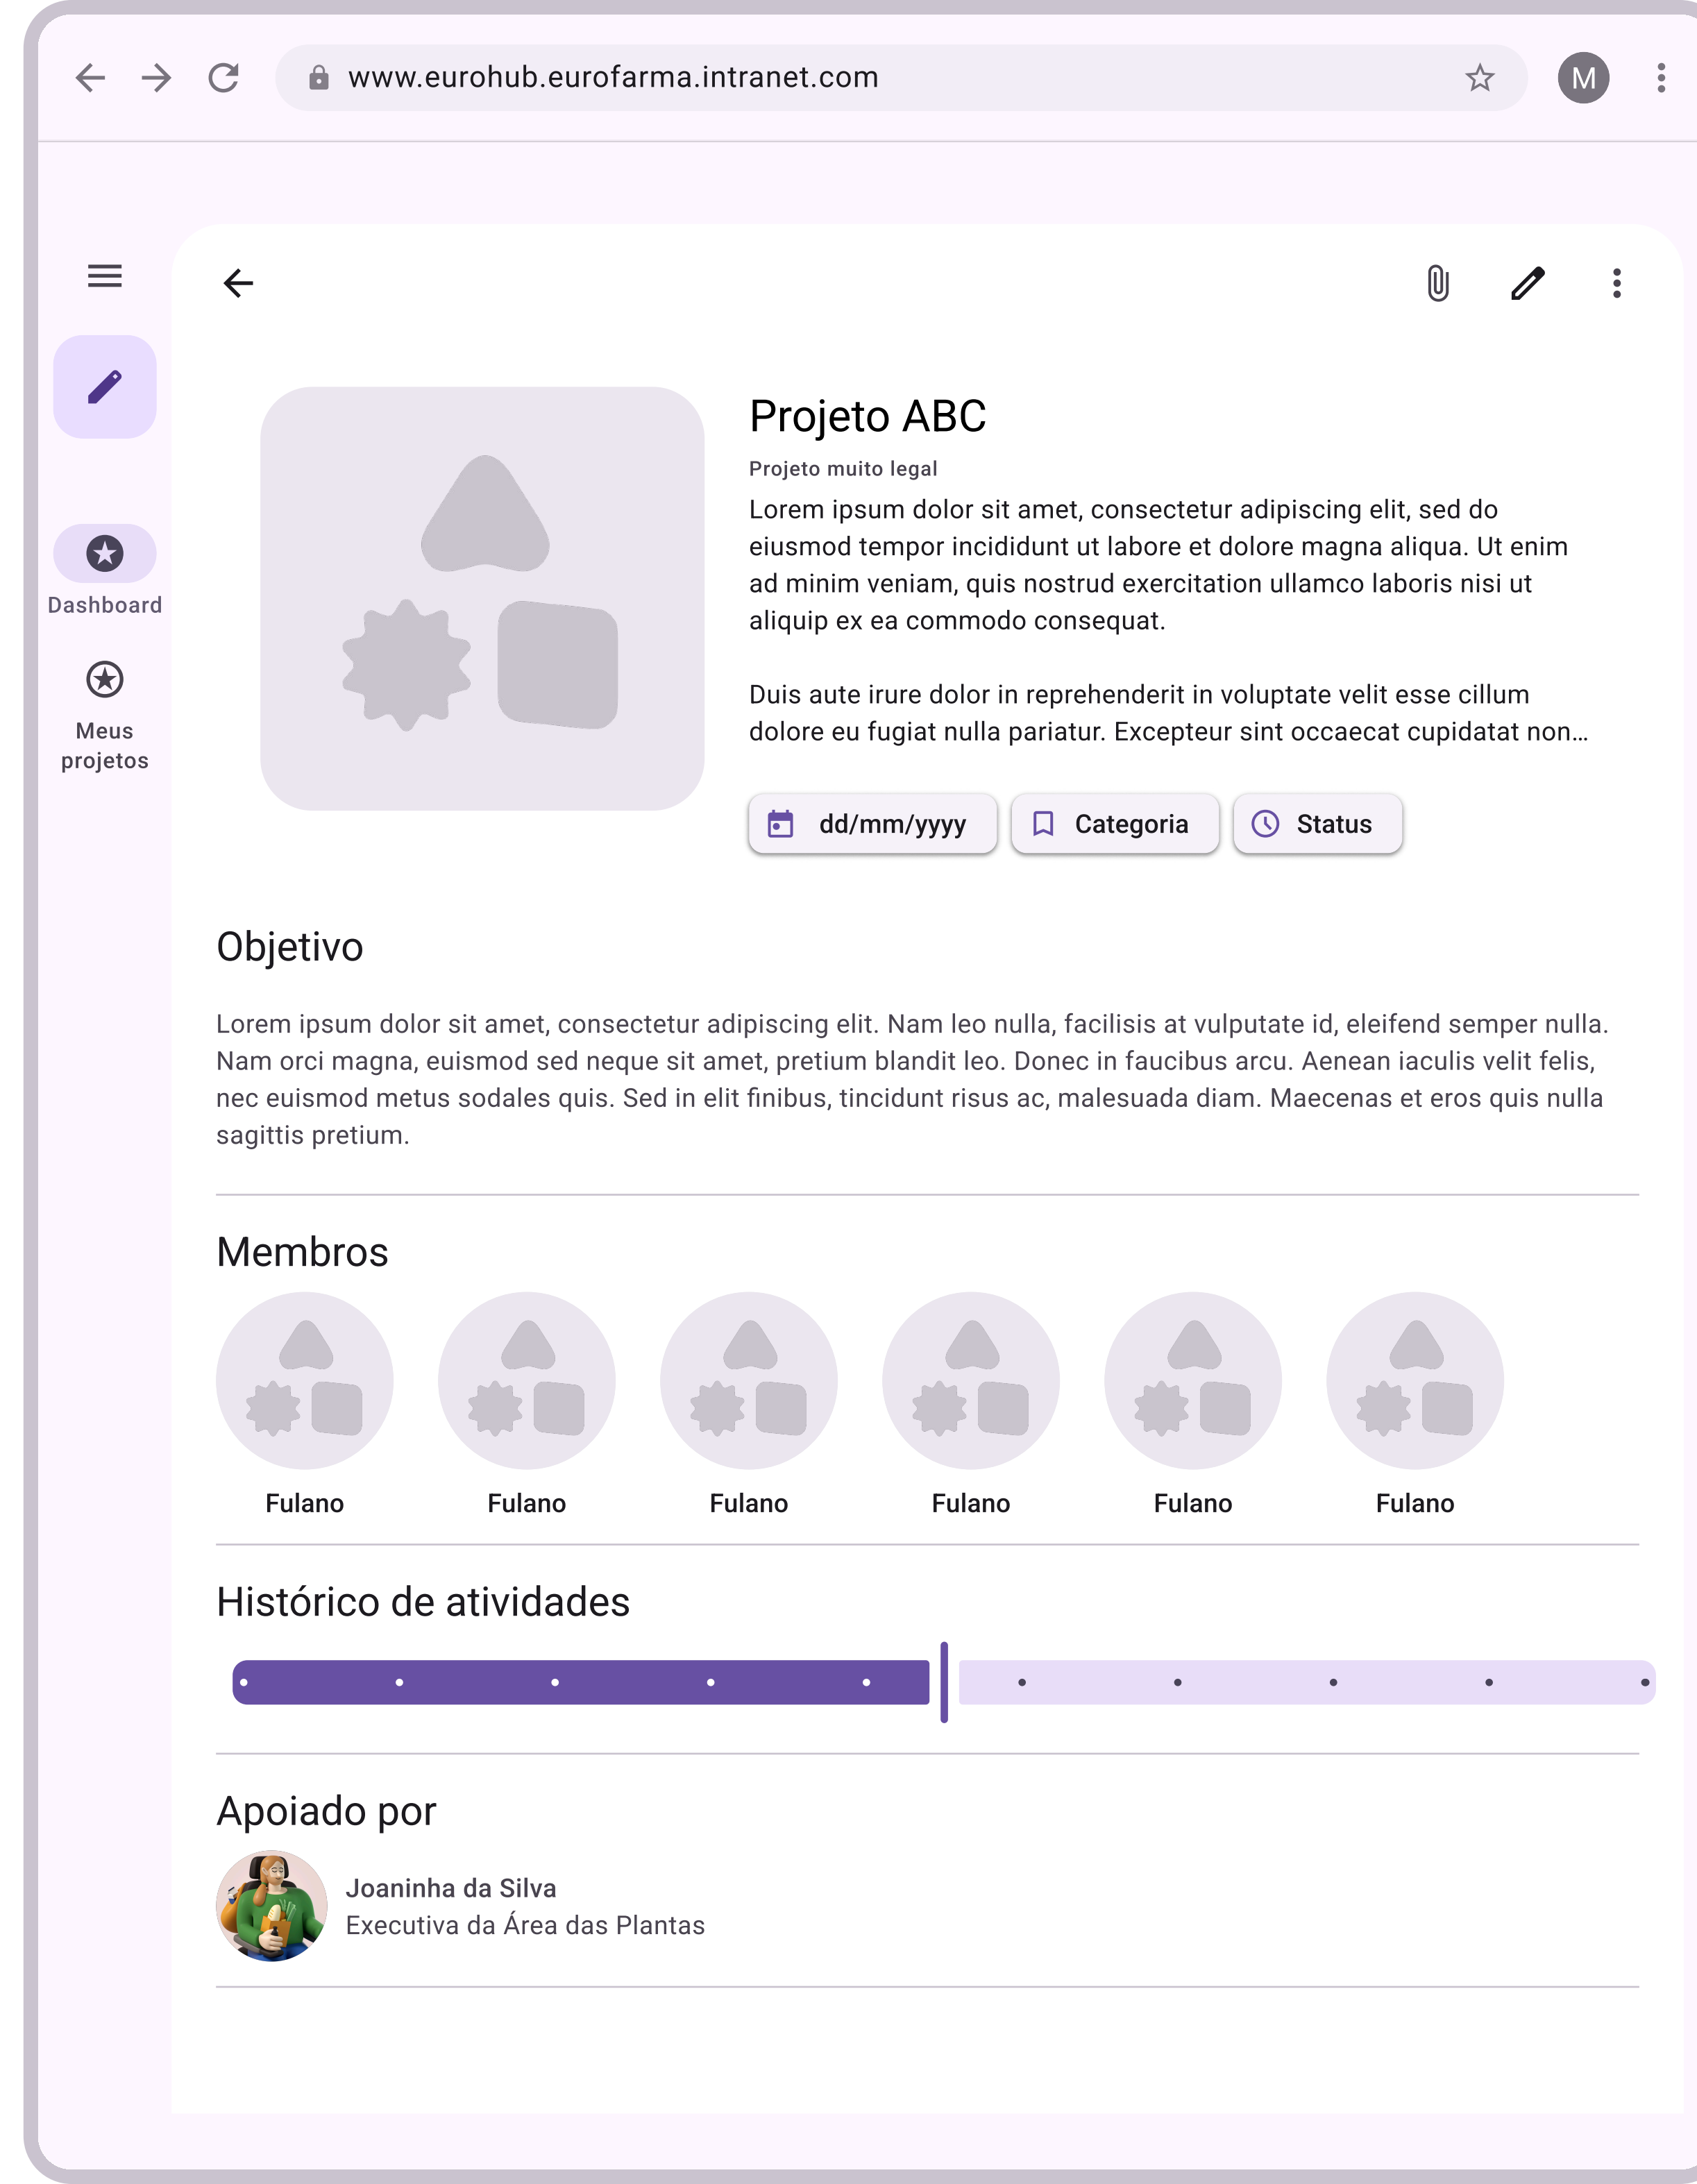 www.eurohub.eurofarma.intranet.com
M
Dashboard
Meus
projetos
Projeto ABC
Projeto muito legal
Lorem ipsum dolor sit amet, consectetur adipiscing elit, sed do
eiusmod tempor incididunt ut labore et dolore magna aliqua. Ut enim
ad minim veniam, quis nostrud exercitation ullamco laboris nisi ut
aliquip ex ea commodo consequat.
Duis aute irure dolor in reprehenderit in voluptate velit esse cillum
dolore eu fugiat nulla pariatur. Excepteur sint occaecat cupidatat non...
dd/mm/yyyy Categoria Status
Objetivo
Lorem ipsum dolor sit amet, consectetur adipiscing elit. Nam leo nulla, facilisis at vulputate id, eleifend semper nulla.
Nam orci magna, euismod sed neque sit amet, pretium blandit leo. Donec in faucibus arcu. Aenean iaculis velit felis,
nec euismod metus sodales quis. Sed in elit finibus, tincidunt risus ac, malesuada diam. Maecenas et eros quis nulla
sagittis pretium.
Membros
Fulano Fulano Fulano Fulano Fulano Fulano
Histórico de atividades
Apoiado por
Joaninha da Silva
Executiva da Área das Plantas